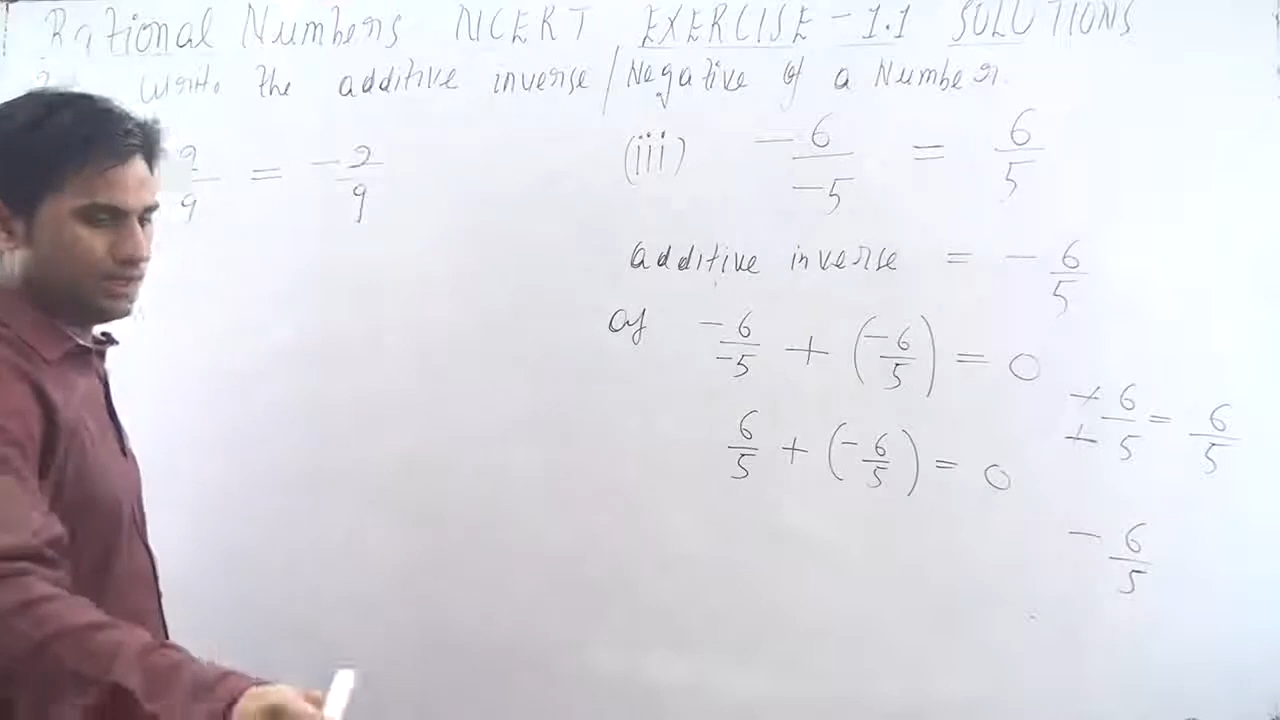 Rational Numbers NCERT EXERCISE - 1.1 SOLUTIONS
Write the additive inverse / Negative of a Number.
2/9 = -2/9
(iii) -6/-5 = 6/5
additive inverse = -6/5
of -6/-5 + (-6/5) = 0
6/5 + (-6/5) = 0
+6/+5 = 6/5
-6/5